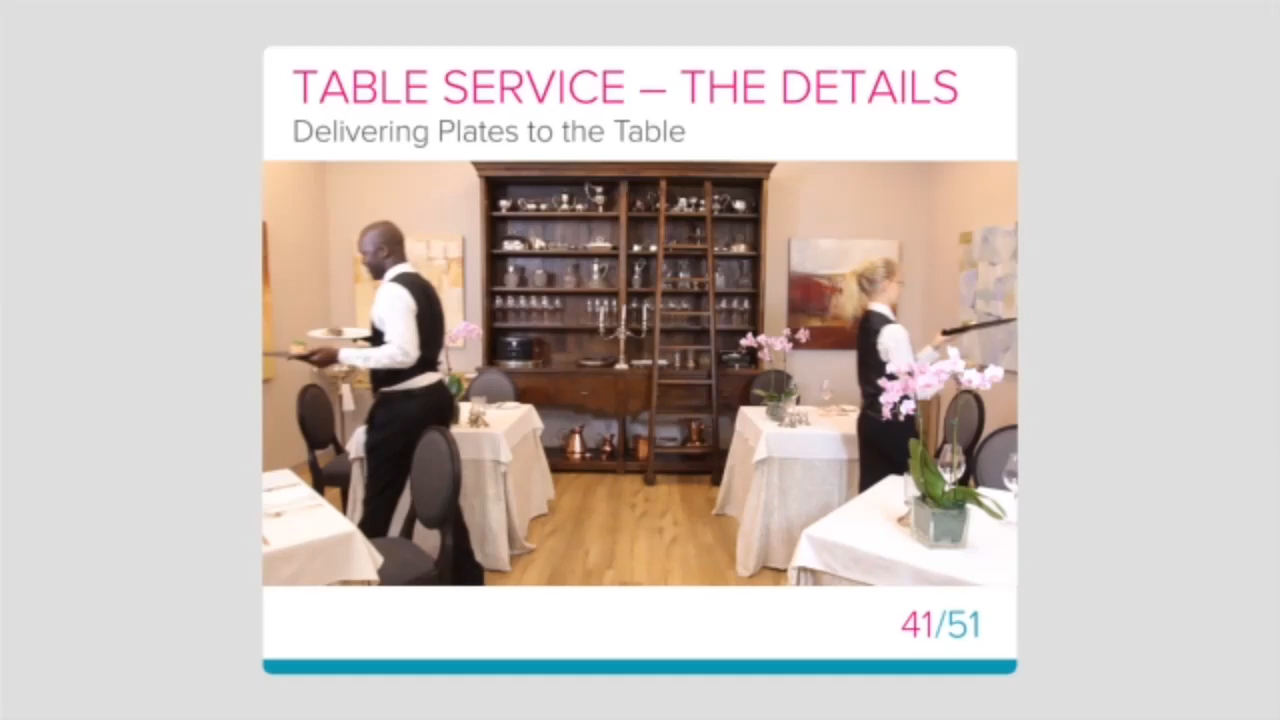 TABLE SERVICE – THE DETAILS
Delivering Plates to the Table
41/51